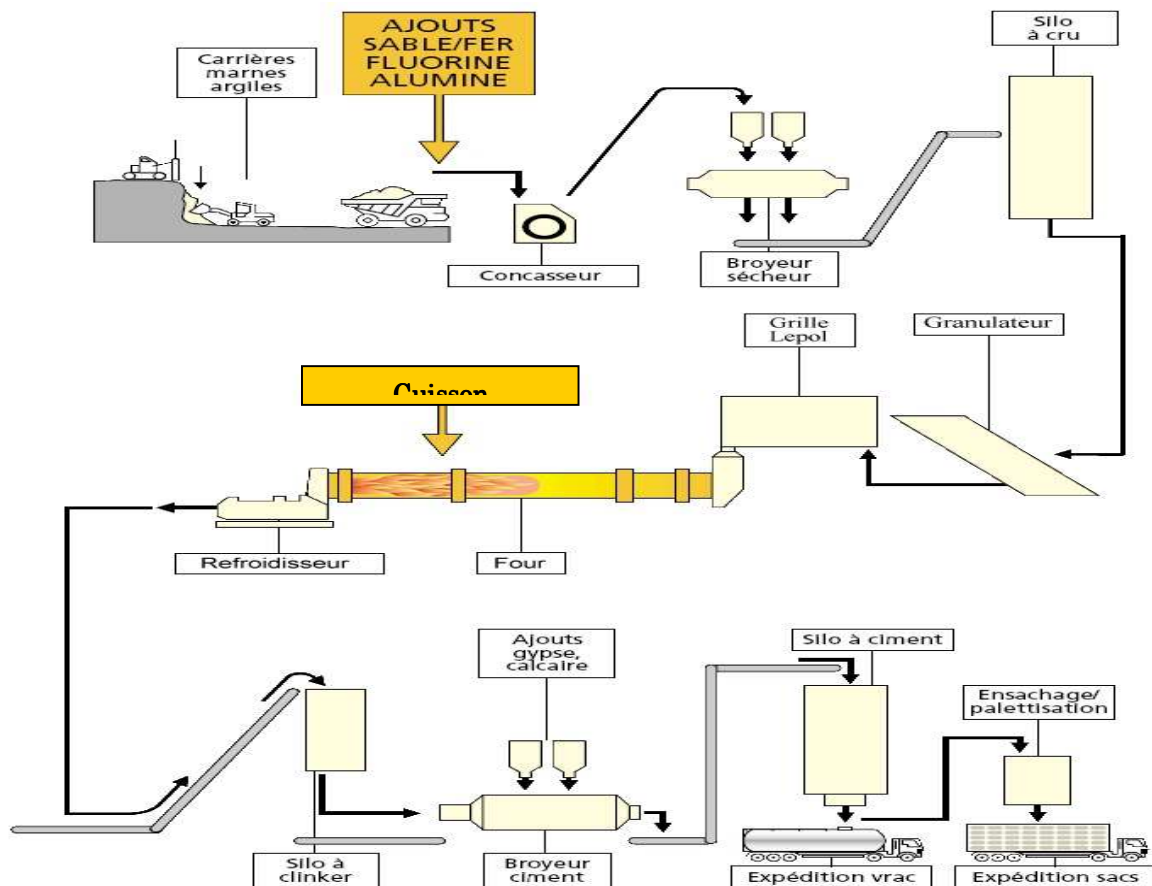 AJOUTS
SABLE/FER
FLUORINE
ALUMINE
Carrières
marnes
argiles
Silo
à cru
Concasseur
Broyeur
sécheur
Grille
Lepol
Granulateur
Cuisson
Refroidisseur
Four
Ajouts
gypse,
calcaire
Silo à ciment
Ensachage/
palettisation
Silo à
clinker
Broyeur
ciment
Expédition vrac
Expédition sacs